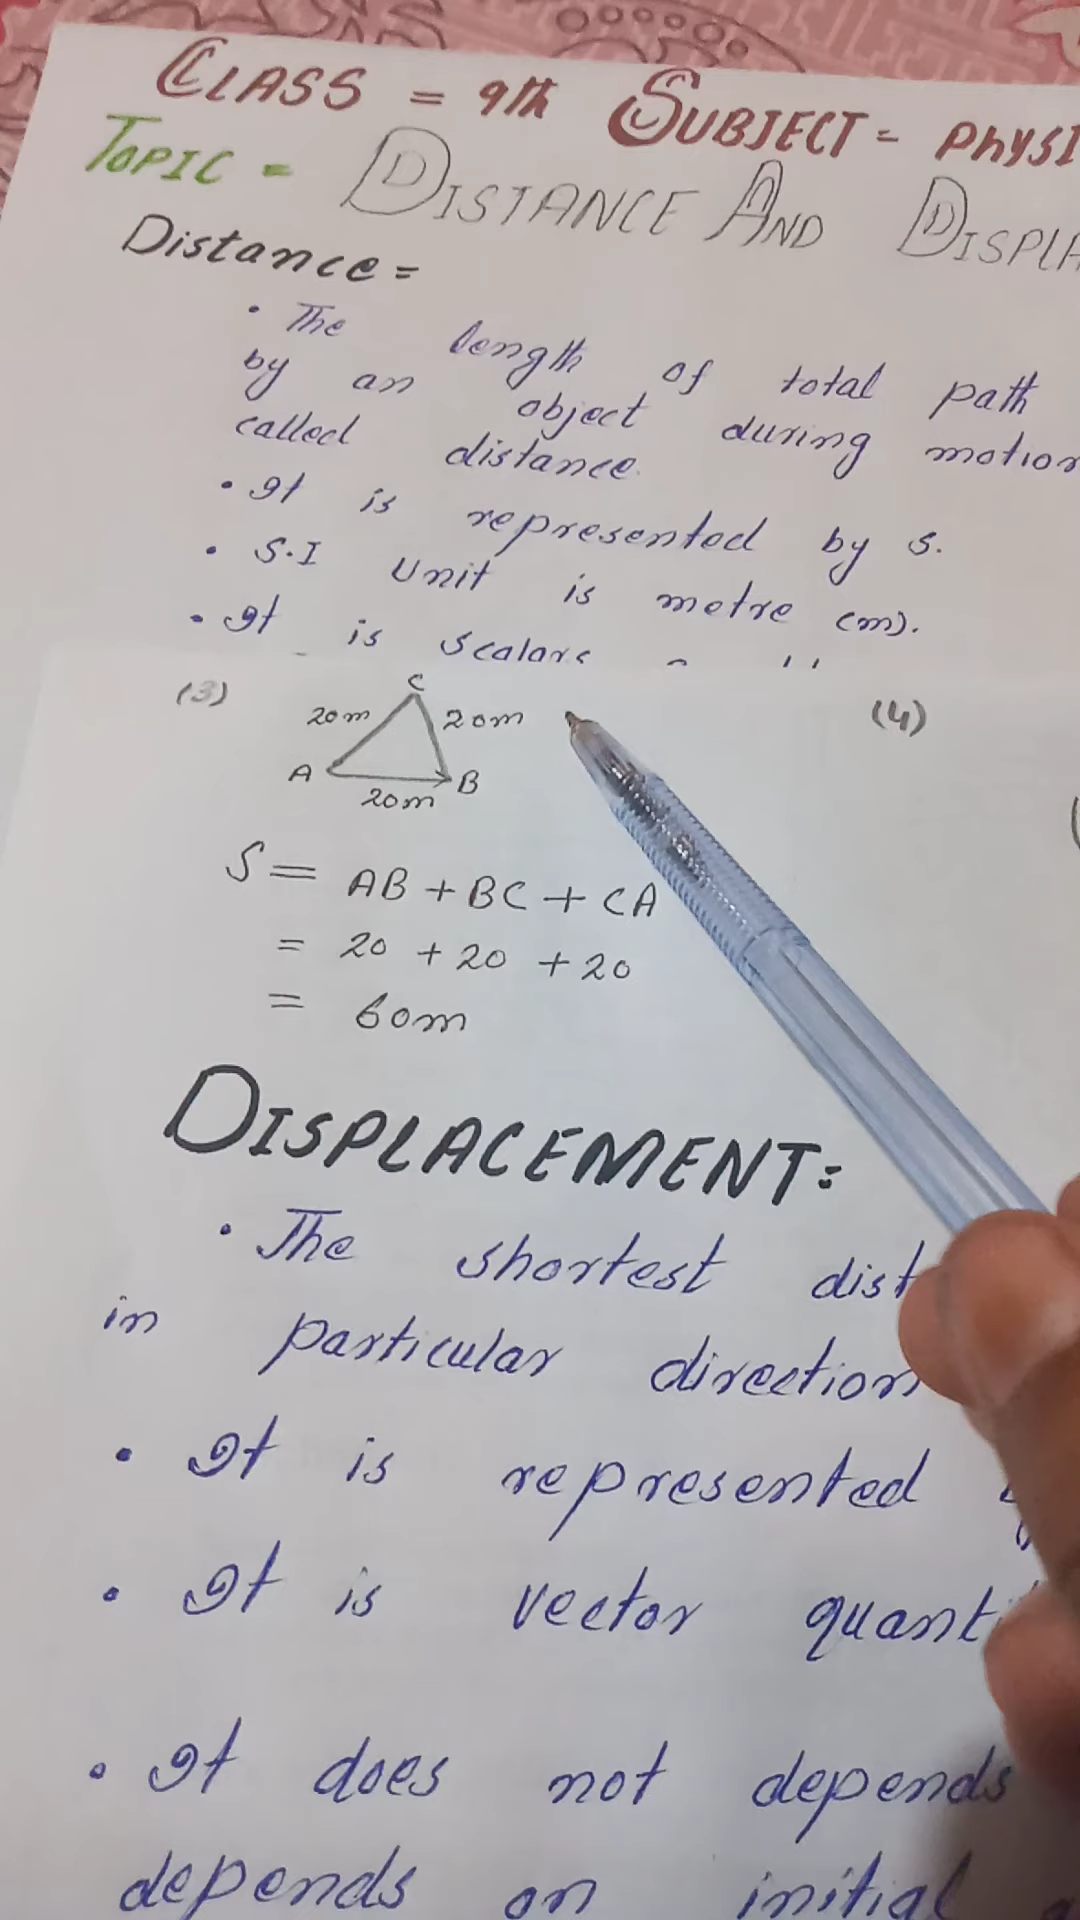 CLASS = 9th SUBJECT = PhYSI
TOPIC = DISTANCE AND DISPLA
Distance =
• The length of total path
by an object during motion
called distance.
• It is represented by s.
• S.I Unit is metre (m).
• It is scalar
(3)
C
20m 20m
A B
20m
(4)
S = AB + BC + CA
= 20 + 20 + 20
= 60m
DISPLACEMENT:
• The shortest dist
in particular direction
• It is represented
• It is vector quanti
• It does not depends
depends on initial